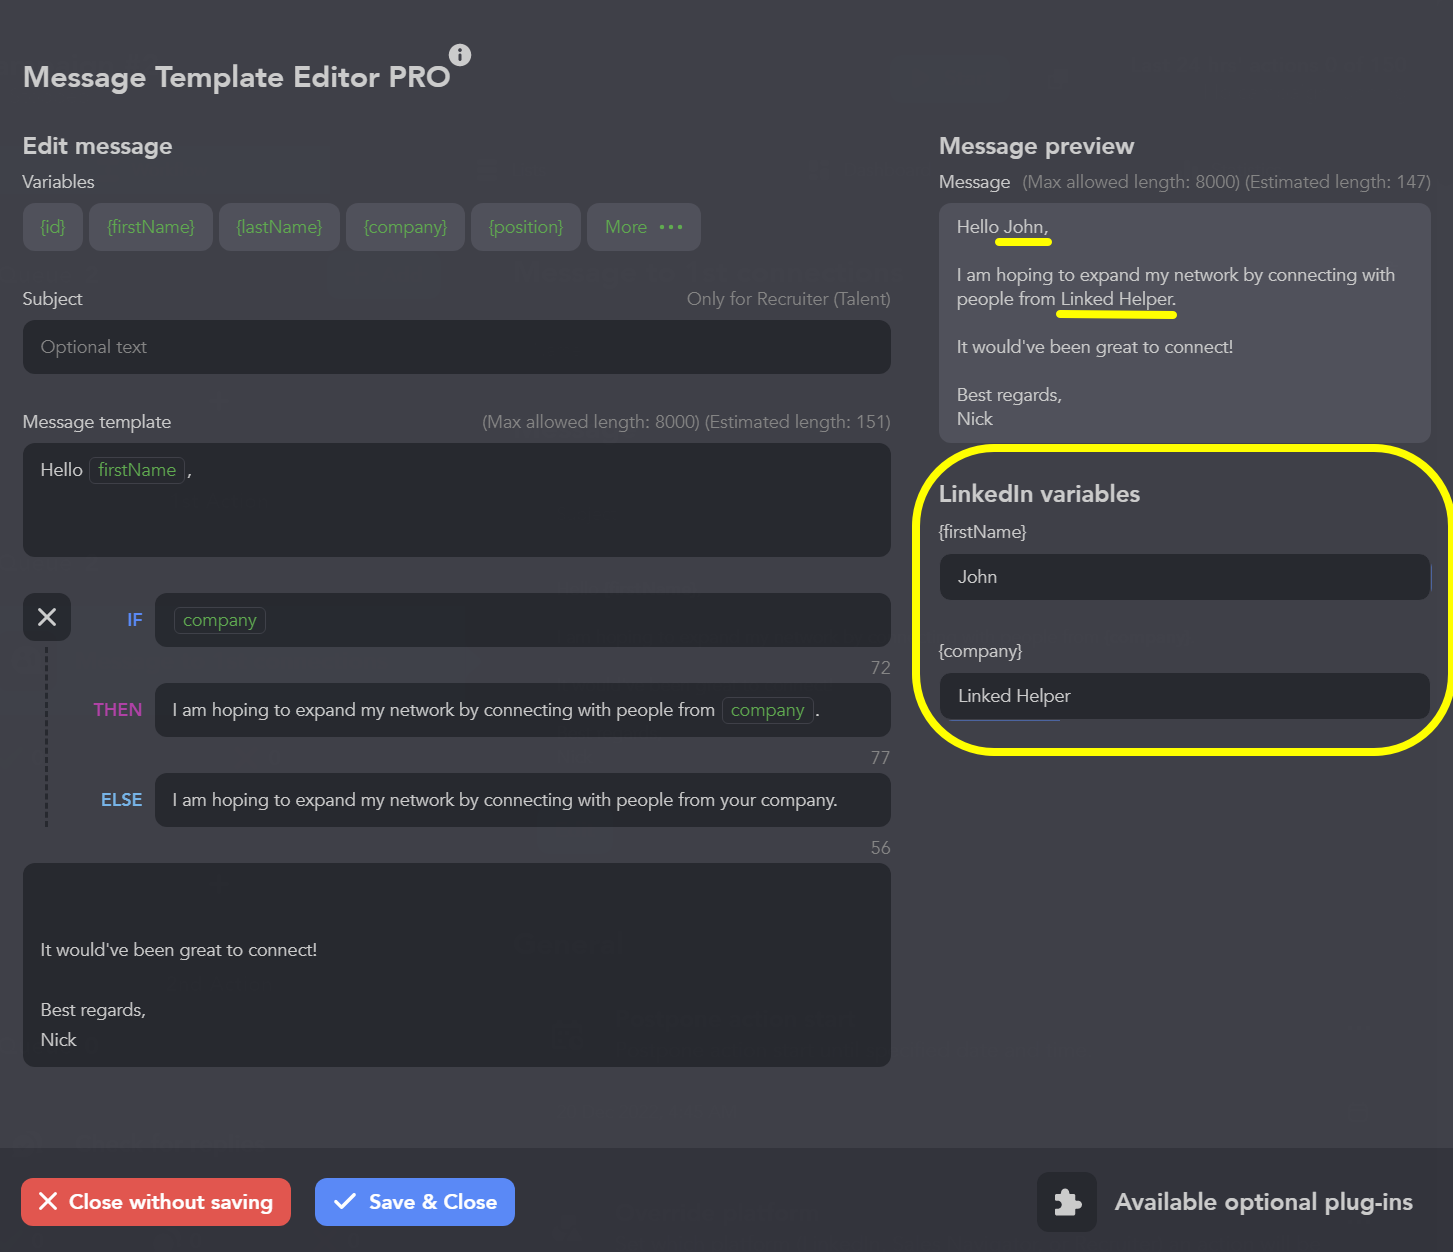 Message Template Editor PRO
Edit message
Variables
{id} {firstName} {lastName} {company} {position} More •••
Subject Only for Recruiter (Talent)
Optional text
Message template (Max allowed length: 8000) (Estimated length: 151)
Hello firstName ,
IF company
72
THEN I am hoping to expand my network by connecting with people from company .
77
ELSE I am hoping to expand my network by connecting with people from your company.
56
It would've been great to connect!
Best regards,
Nick
Message preview
Message (Max allowed length: 8000) (Estimated length: 147)
Hello John,
I am hoping to expand my network by connecting with
people from Linked Helper.
It would've been great to connect!
Best regards,
Nick
LinkedIn variables
{firstName}
John
{company}
Linked Helper
Close without saving Save & Close Available optional plug-ins